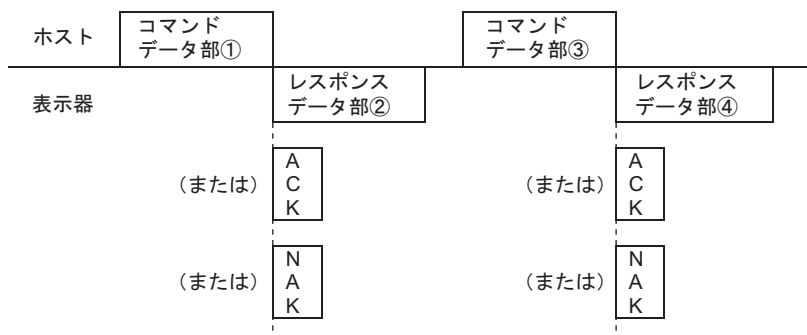 ホスト
コマンド
データ部①
コマンド
データ部③
表示器
レスポンス
データ部②
レスポンス
データ部④
（または）
A
C
K
（または）
A
C
K
（または）
N
A
K
（または）
N
A
K